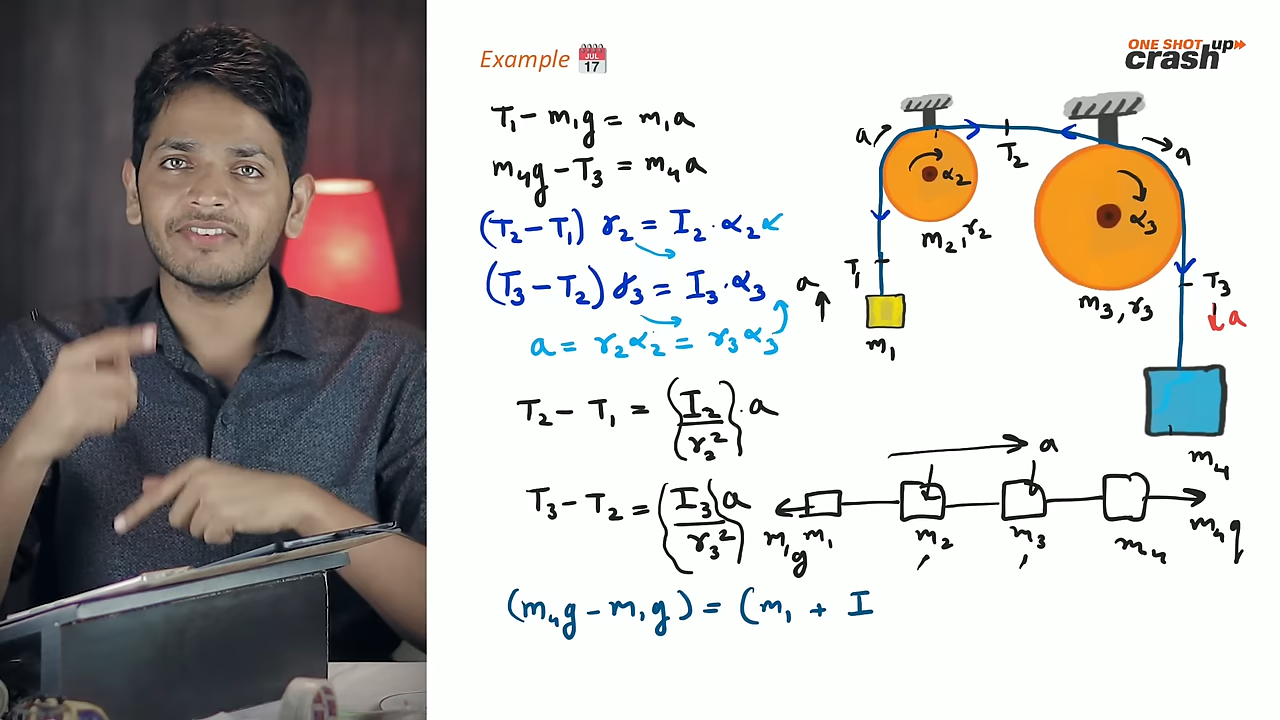 Example
JUL
17
ONE SHOT
crash up
T₁ - m₁g = m₁a
m₄g - T₃ = m₄a
(T₂ - T₁) r₂ = I₂ · α₂
(T₃ - T₂) r₃ = I₃ · α₃
a = r₂α₂ = r₃α₃
T₂ - T₁ = (I₂/r₂²) · a
T₃ - T₂ = (I₃/r₃²) a
(m₄g - m₁g) = (m₁ + I
a
T₂
a
α₂
α₃
m₂, r₂
m₃, r₃
T₁
T₃
a
a
m₁
m₄
a
m₁g
m₁
m₂
m₃
m₄
m₄g